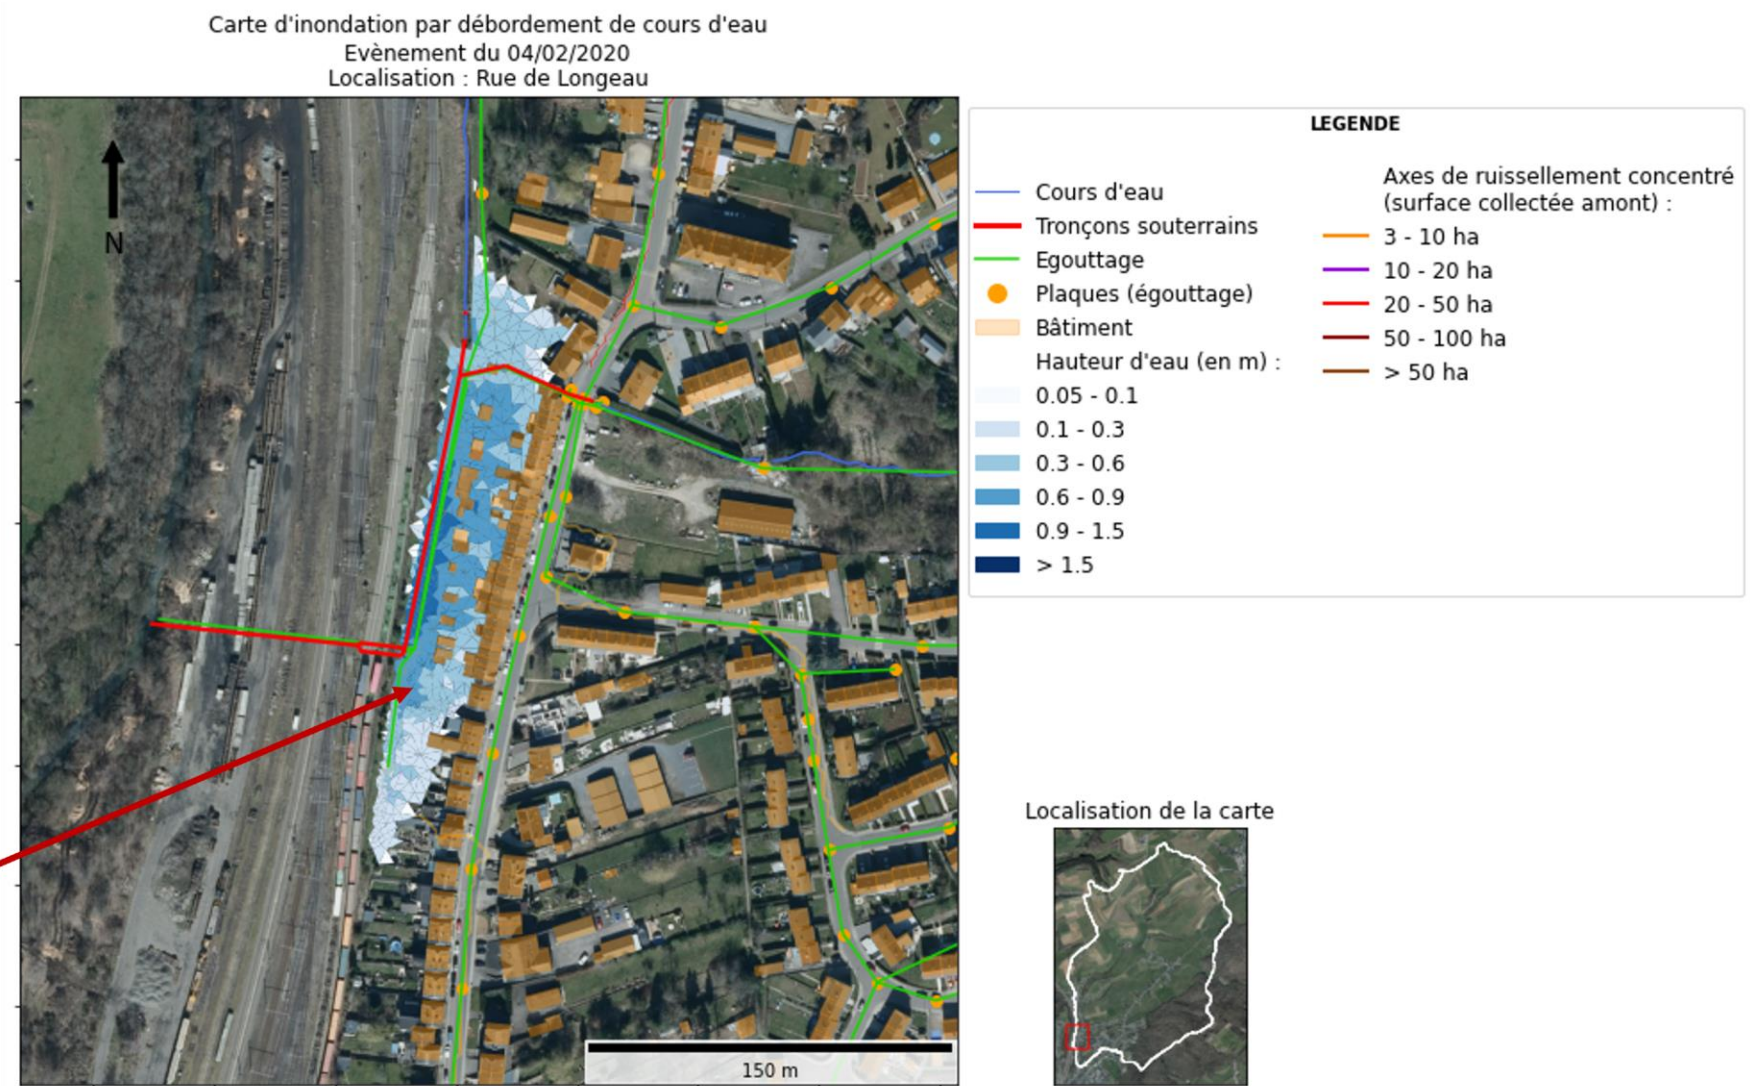 Carte d'inondation par débordement de cours d'eau
Evènement du 04/02/2020
Localisation : Rue de Longeau
N
150 m
LEGENDE
Cours d'eau
Tronçons souterrains
Egouttage
Plaques (égouttage)
Bâtiment
Hauteur d'eau (en m) :
0.05 - 0.1
0.1 - 0.3
0.3 - 0.6
0.6 - 0.9
0.9 - 1.5
> 1.5
Axes de ruissellement concentré
(surface collectée amont) :
3 - 10 ha
10 - 20 ha
20 - 50 ha
50 - 100 ha
> 50 ha
Localisation de la carte